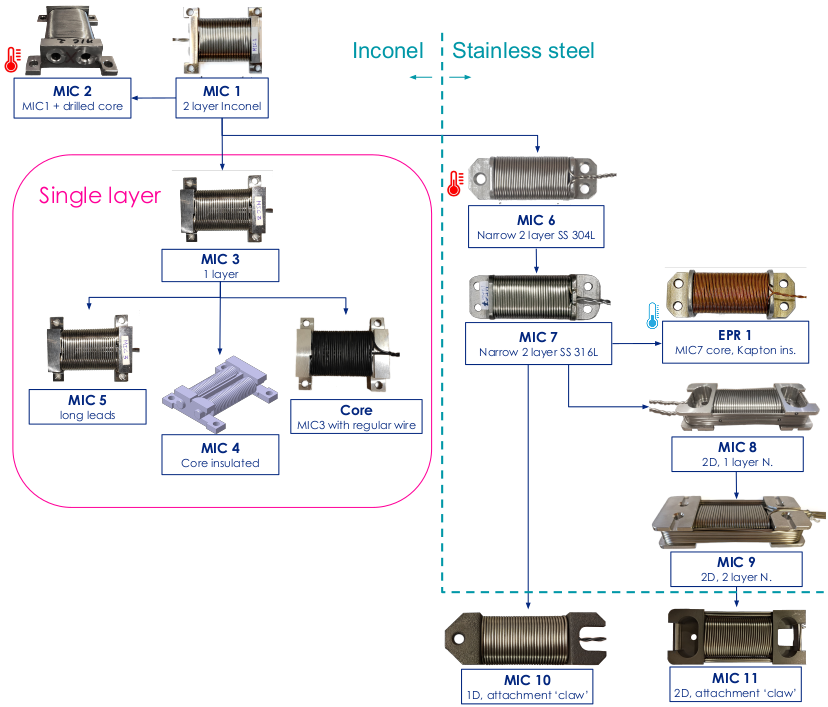 Inconel
Stainless steel
MIC 2
MIC1 + drilled core
MIC 1
2 layer Inconel
Single layer
MIC 3
1 layer
MIC 6
Narrow 2 layer SS 304L
MIC 7
Narrow 2 layer SS 316L
EPR 1
MIC7 core, Kapton ins.
MIC 5
long leads
MIC 4
Core insulated
Core
MIC3 with regular wire
MIC 8
2D, 1 layer N.
MIC 9
2D, 2 layer N.
MIC 10
1D, attachment ‘claw’
MIC 11
2D, attachment ‘claw’